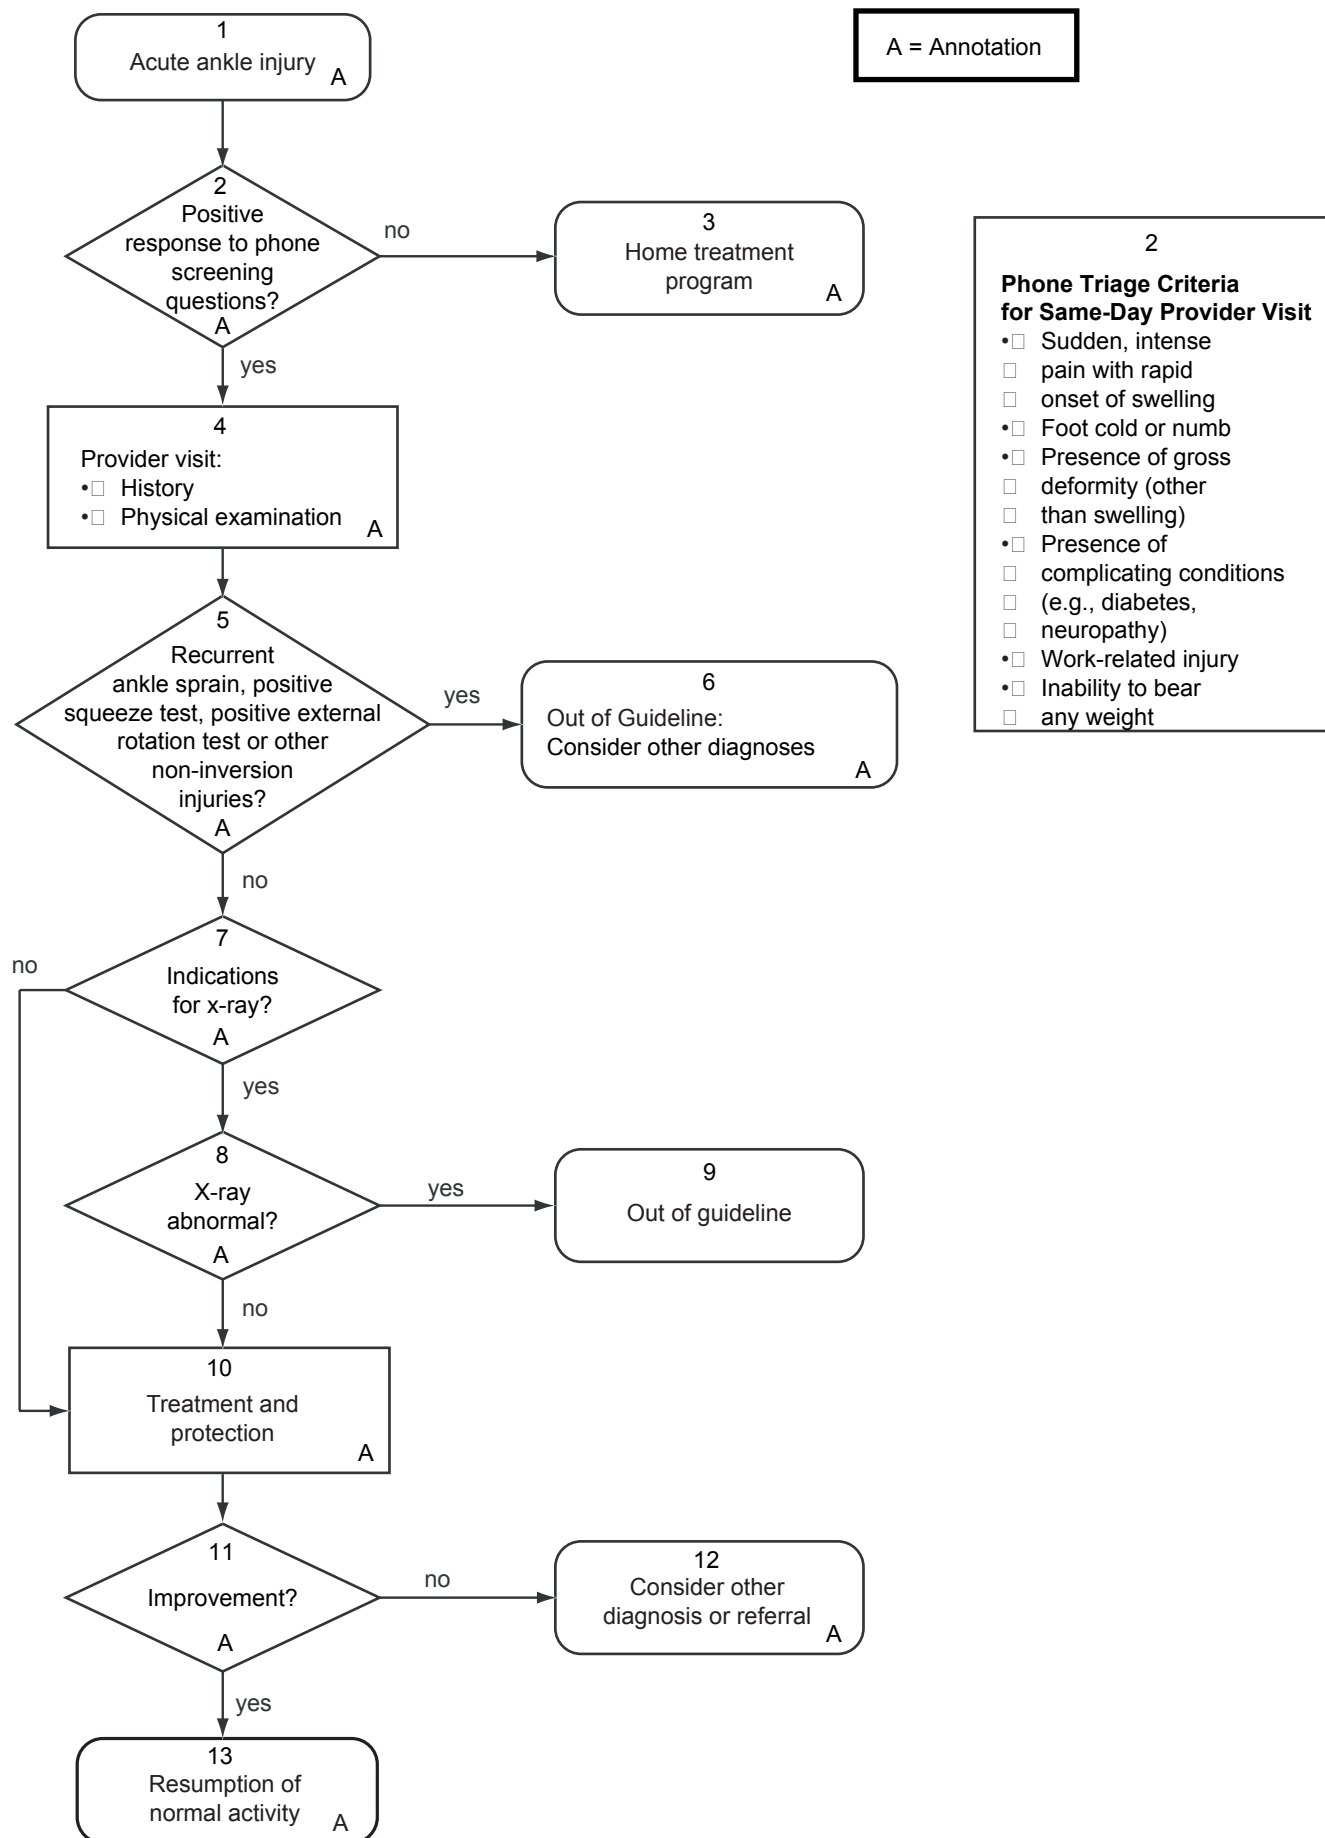 1
Acute ankle injury
A
A = Annotation
2
Positive
response to phone
screening
questions?
A
no
3
Home treatment
program
A
yes
2
Phone Triage Criteria
for Same-Day Provider Visit
•□ Sudden, intense
□ pain with rapid
□ onset of swelling
•□ Foot cold or numb
•□ Presence of gross
□ deformity (other
□ than swelling)
•□ Presence of
□ complicating conditions
□ (e.g., diabetes,
□ neuropathy)
•□ Work-related injury
•□ Inability to bear
□ any weight
4
Provider visit:
•□ History
•□ Physical examination
A
5
Recurrent
ankle sprain, positive
squeeze test, positive external
rotation test or other
non-inversion
injuries?
A
yes
6
Out of Guideline:
Consider other diagnoses
A
no
7
Indications
for x-ray?
A
no
yes
8
X-ray
abnormal?
A
yes
9
Out of guideline
no
10
Treatment and
protection
A
11
Improvement?
A
no
12
Consider other
diagnosis or referral
A
yes
13
Resumption of
normal activity
A